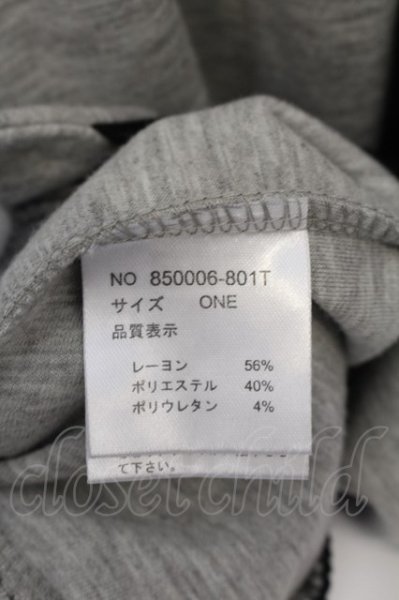 NO 850006-801T
サイズ ONE
品質表示
レーヨン 56%
ポリエステル 40%
ポリウレタン 4%
て下さい。
closet child